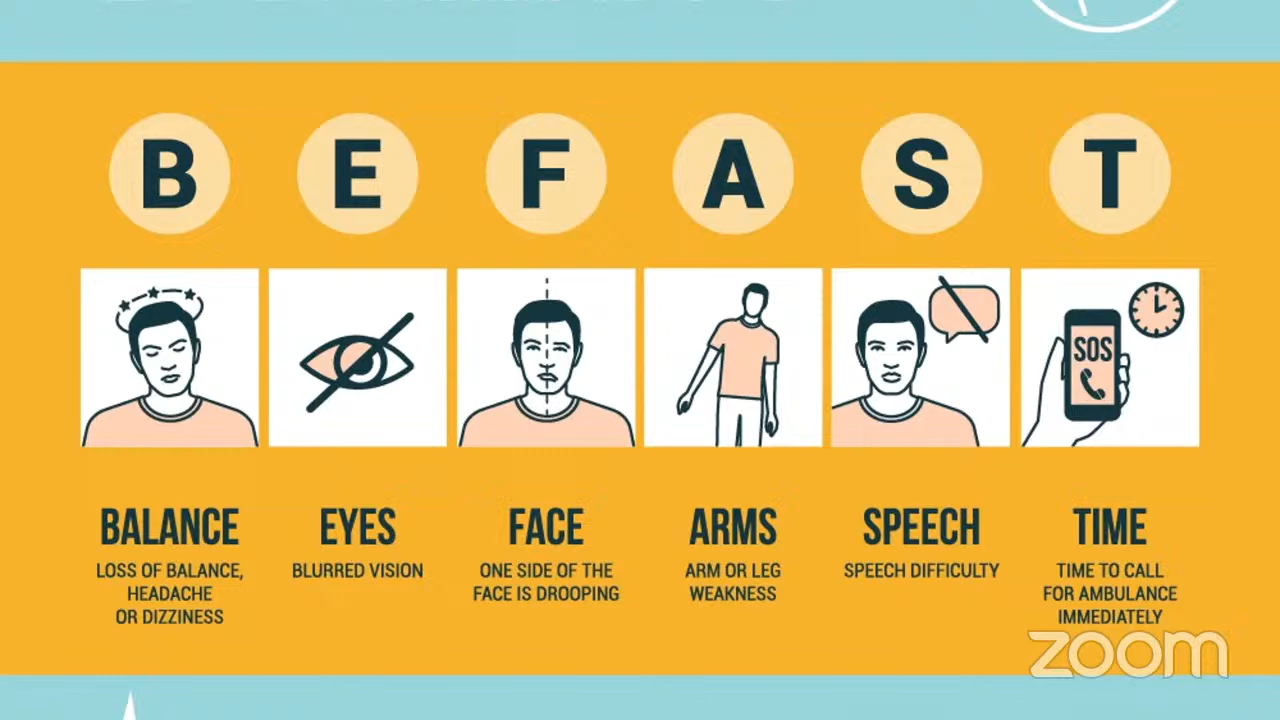 B E F A S T
SOS
BALANCE EYES FACE ARMS SPEECH TIME
LOSS OF BALANCE,
HEADACHE
OR DIZZINESS
BLURRED VISION
ONE SIDE OF THE
FACE IS DROOPING
ARM OR LEG
WEAKNESS
SPEECH DIFFICULTY
TIME TO CALL
FOR AMBULANCE
IMMEDIATELY
zoom